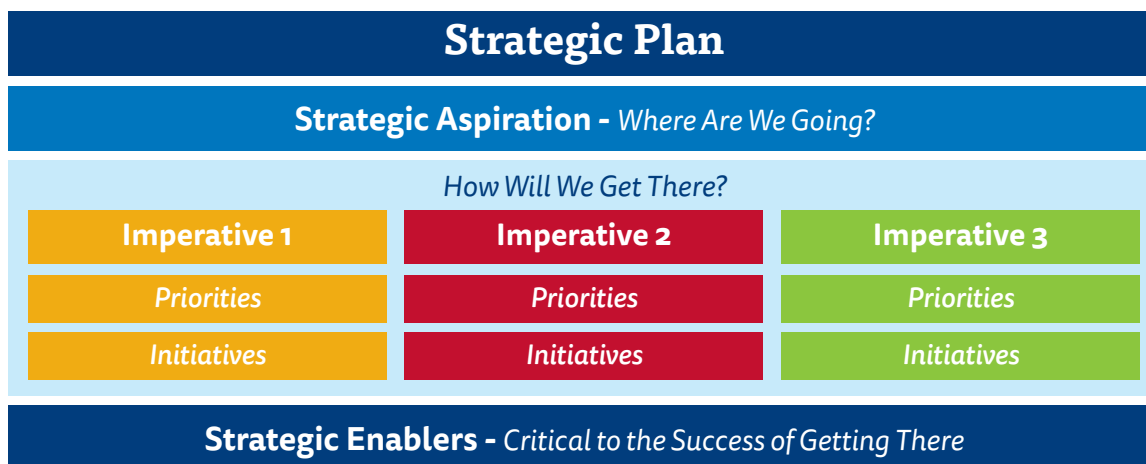 Strategic Plan
Strategic Aspiration - Where Are We Going?
How Will We Get There?
Imperative 1
Imperative 2
Imperative 3
Priorities
Priorities
Priorities
Initiatives
Initiatives
Initiatives
Strategic Enablers - Critical to the Success of Getting There